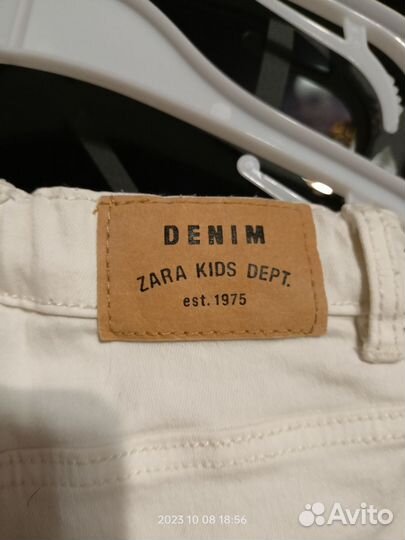 DENIM
ZARA KIDS DEPT.
est. 1975
2023 10 08 18:56
Avito